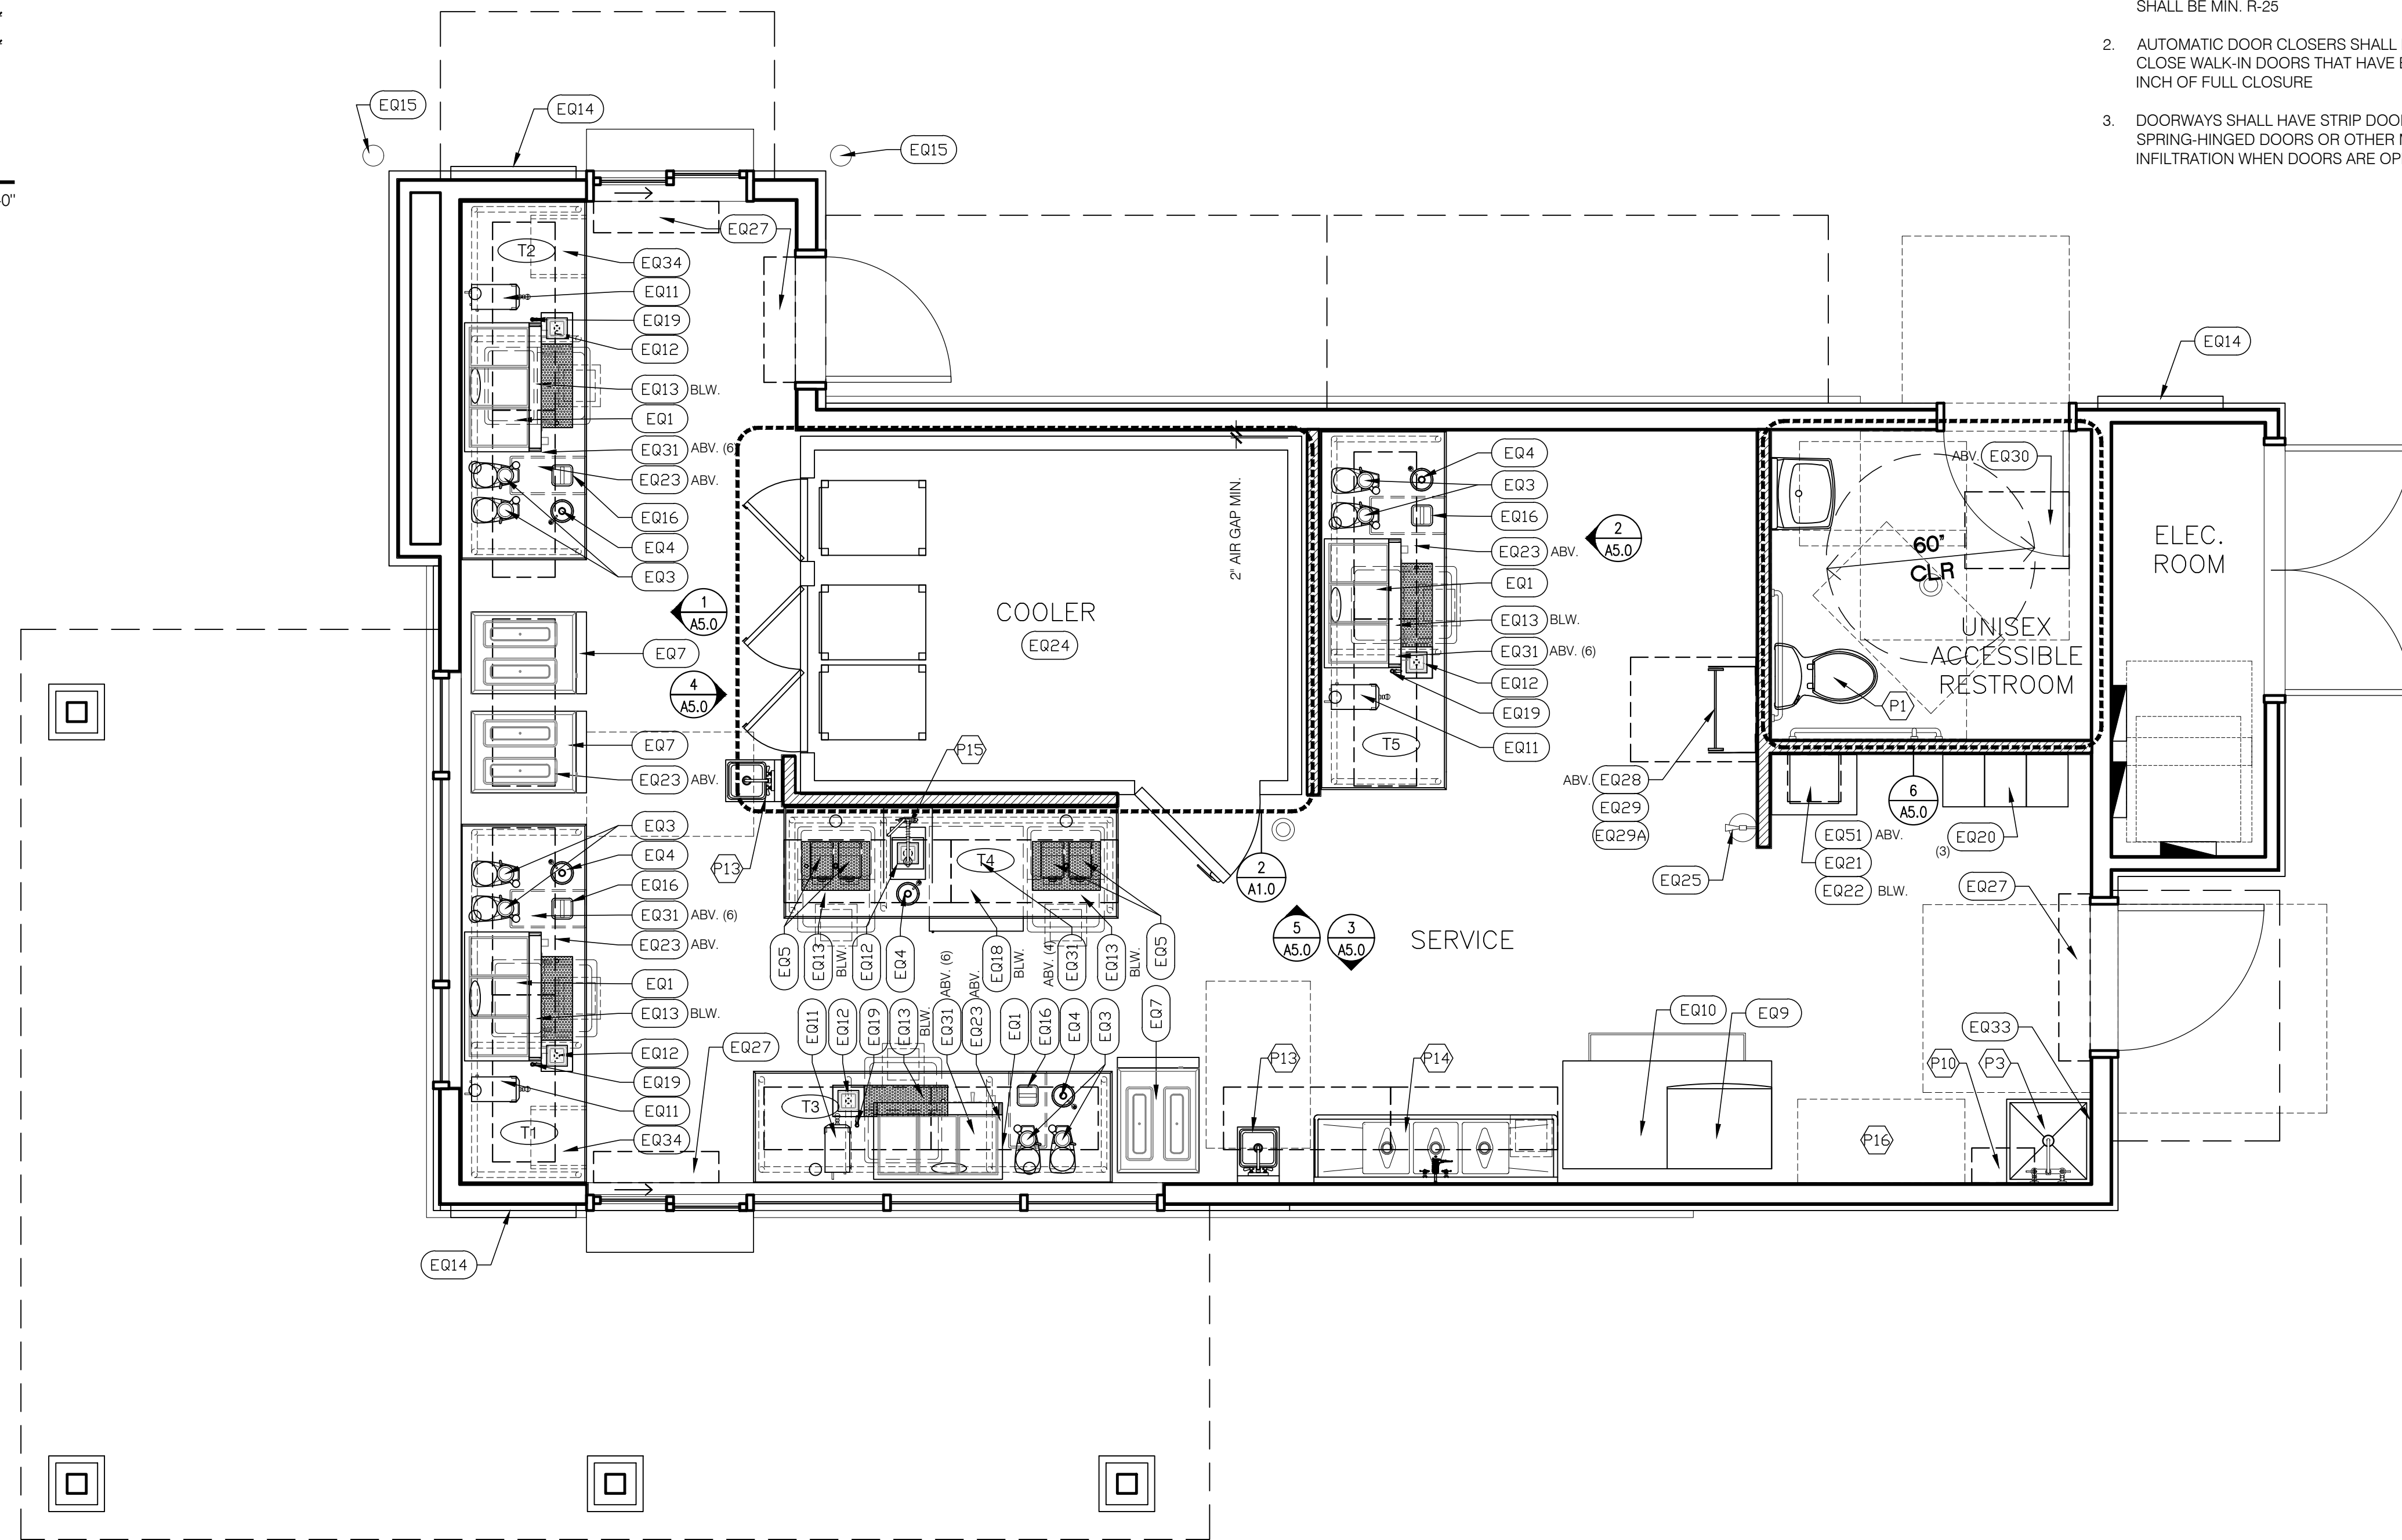 SHALL BE MIN. R-25
2. AUTOMATIC DOOR CLOSERS SHALL
CLOSE WALK-IN DOORS THAT HAVE
INCH OF FULL CLOSURE
3. DOORWAYS SHALL HAVE STRIP
SPRING-HINGED DOORS OR OTHER
INFILTRATION WHEN DOORS ARE
0"
EQ15
EQ14
EQ15
EQ27
T2
EQ34
EQ11
EQ19
EQ12
EQ13 BLW.
EQ1
EQ31 ABV. (6
EQ23 ABV.
EQ16
EQ4
EQ3
1
A5.0
EQ7
4
A5.0
EQ7
EQ23 ABV.
EQ3
EQ4
EQ16
EQ31 ABV. (6)
EQ23 ABV.
EQ1
EQ13 BLW.
EQ12
EQ19
EQ11
EQ34
T1
EQ14
EQ27
COOLER
EQ24
2" AIR GAP MIN.
P15
P13
T4
EQ5
EQ13 BLW.
EQ12
EQ4
EQ18 BLW.
EQ31 ABV. (4)
EQ13 BLW.
EQ5
2
A1.0
EQ11
EQ12
EQ19
EQ13 BLW.
EQ31 ABV. (6)
EQ23 ABV.
EQ1
EQ16
EQ4
EQ3
EQ7
T3
EQ4
EQ3
EQ16
EQ23 ABV.
EQ1
EQ13 BLW.
EQ31 ABV. (6)
EQ12
EQ19
EQ11
T5
2
A5.0
ABV. EQ28
EQ29
EQ29A
EQ25
5
A5.0
3
A5.0
SERVICE
ABV. EQ30
60"
CLR
UNISEX
ACCESSIBLE
RESTROOM
P1
EQ14
ELEC.
ROOM
6
A5.0
EQ51 ABV.
EQ21
EQ22 BLW.
EQ20
(3)
EQ27
EQ10
EQ9
EQ33
P13
P14
P10
P3
P16